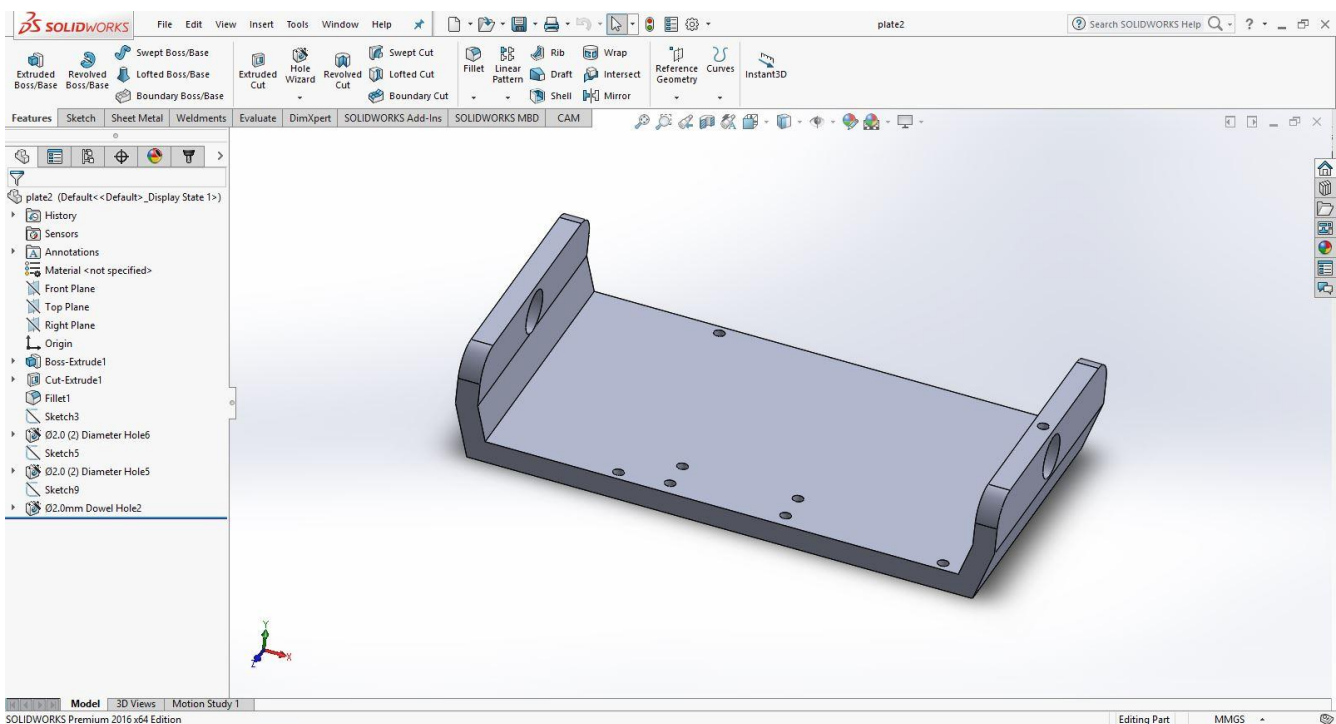 SOLIDWORKS File Edit View Insert Tools Window Help plate2 Search SOLIDWORKS Help ?
Extruded Boss/Base
Revolved Boss/Base
Swept Boss/Base
Lofted Boss/Base
Boundary Boss/Base
Extruded Cut
Hole Wizard
Revolved Cut
Swept Cut
Lofted Cut
Boundary Cut
Fillet
Linear Pattern
Rib
Draft
Shell
Wrap
Intersect
Mirror
Reference Geometry
Curves
Instant3D
Features Sketch Sheet Metal Weldments Evaluate DimXpert SOLIDWORKS Add-Ins SOLIDWORKS MBD CAM
plate2 (Default<<Default>_Display State 1>)
History
Sensors
A Annotations
Material <not specified>
Front Plane
Top Plane
Right Plane
Origin
Boss-Extrude1
Cut-Extrude1
Fillet1
Sketch3
Ø2.0 (2) Diameter Hole6
Sketch5
Ø2.0 (2) Diameter Hole5
Sketch9
Ø2.0mm Dowel Hole2
Y
Z X
Model 3D Views Motion Study 1
SOLIDWORKS Premium 2016 x64 Edition Editing Part MMGS